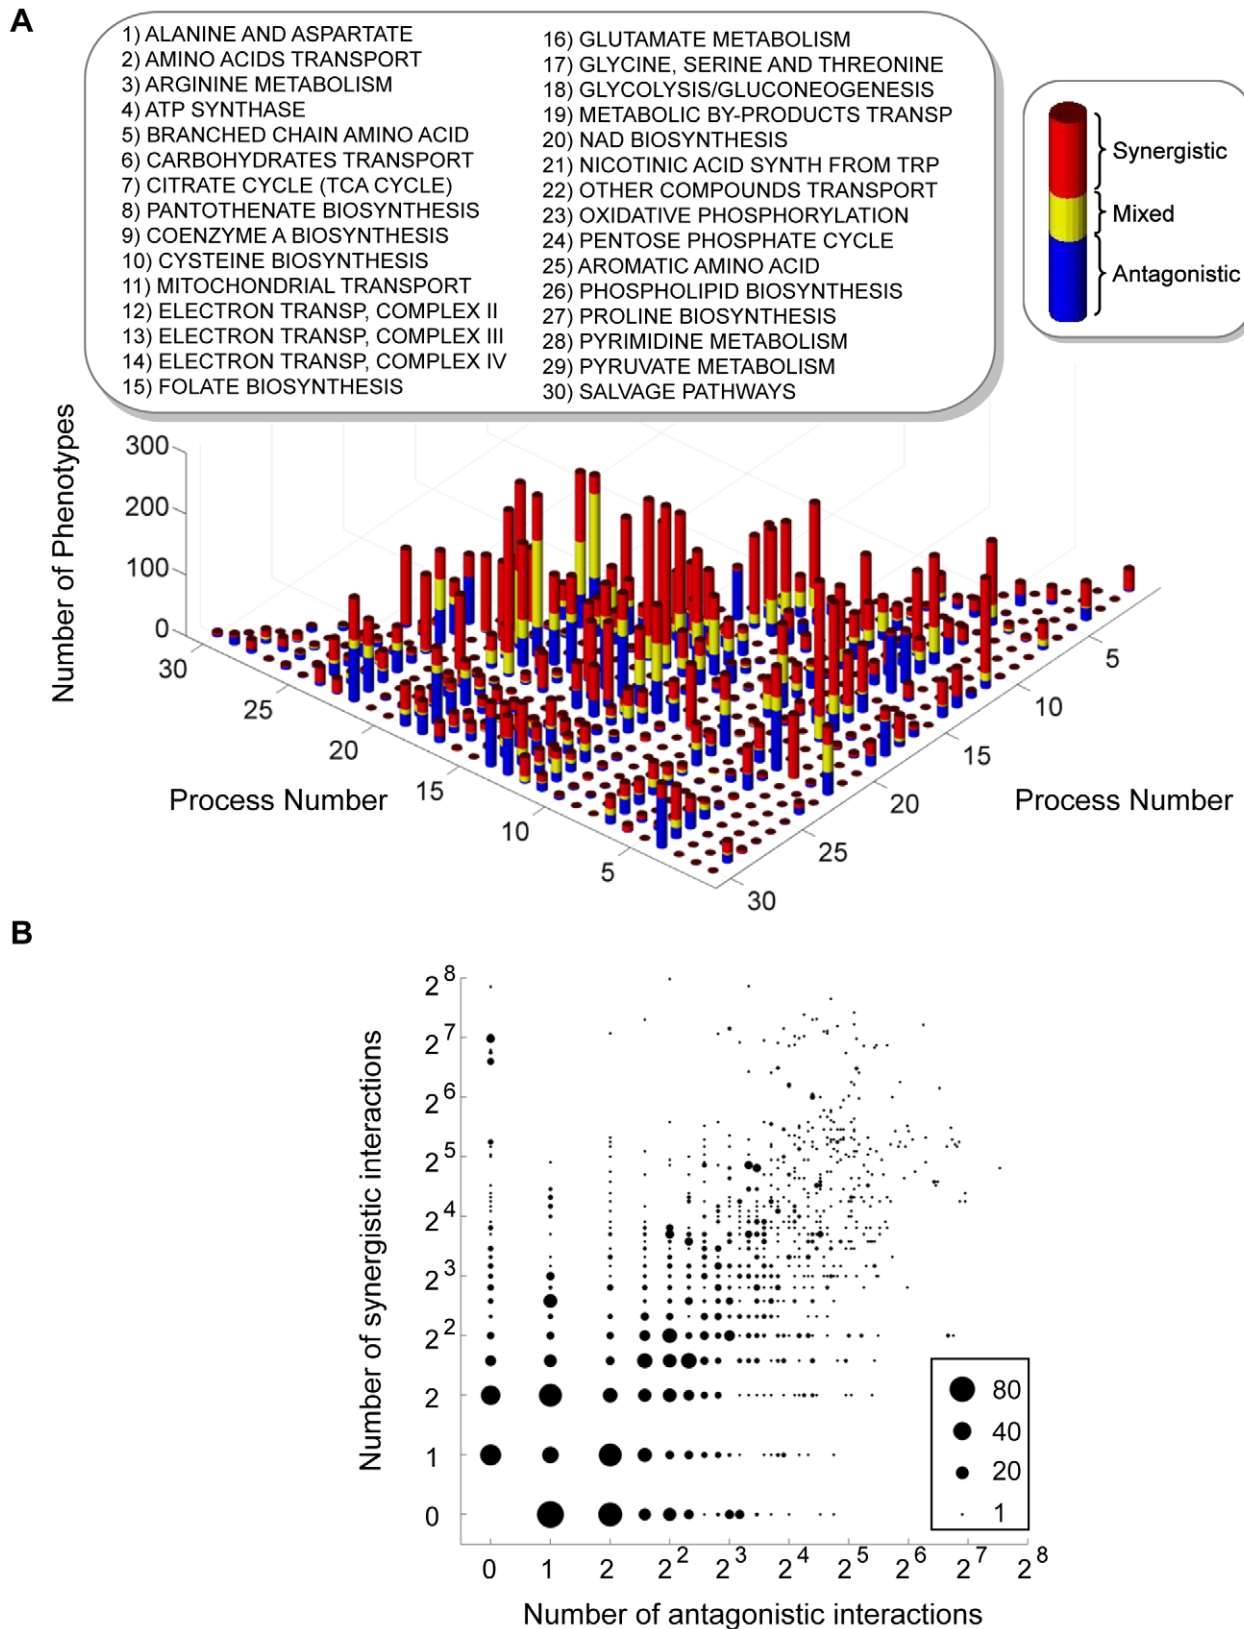 A
1) ALANINE AND ASPARTATE
2) AMINO ACIDS TRANSPORT
3) ARGININE METABOLISM
4) ATP SYNTHASE
5) BRANCHED CHAIN AMINO ACID
6) CARBOHYDRATES TRANSPORT
7) CITRATE CYCLE (TCA CYCLE)
8) PANTOTHENATE BIOSYNTHESIS
9) COENZYME A BIOSYNTHESIS
10) CYSTEINE BIOSYNTHESIS
11) MITOCHONDRIAL TRANSPORT
12) ELECTRON TRANSP, COMPLEX II
13) ELECTRON TRANSP, COMPLEX III
14) ELECTRON TRANSP, COMPLEX IV
15) FOLATE BIOSYNTHESIS
16) GLUTAMATE METABOLISM
17) GLYCINE, SERINE AND THREONINE
18) GLYCOLYSIS/GLUCONEOGENESIS
19) METABOLIC BY-PRODUCTS TRANSP
20) NAD BIOSYNTHESIS
21) NICOTINIC ACID SYNTH FROM TRP
22) OTHER COMPOUNDS TRANSPORT
23) OXIDATIVE PHOSPHORYLATION
24) PENTOSE PHOSPHATE CYCLE
25) AROMATIC AMINO ACID
26) PHOSPHOLIPID BIOSYNTHESIS
27) PROLINE BIOSYNTHESIS
28) PYRIMIDINE METABOLISM
29) PYRUVATE METABOLISM
30) SALVAGE PATHWAYS
Synergistic
Mixed
Antagonistic
Number of Phenotypes
300
200
100
0
30
25
20
15
10
5
Process Number
5
10
15
20
25
30
Process Number
B
Number of synergistic interactions
2^8
2^7
2^6
2^5
2^4
2^3
2^2
2
1
0
80
40
20
1
0 1 2 2^2 2^3 2^4 2^5 2^6 2^7 2^8
Number of antagonistic interactions